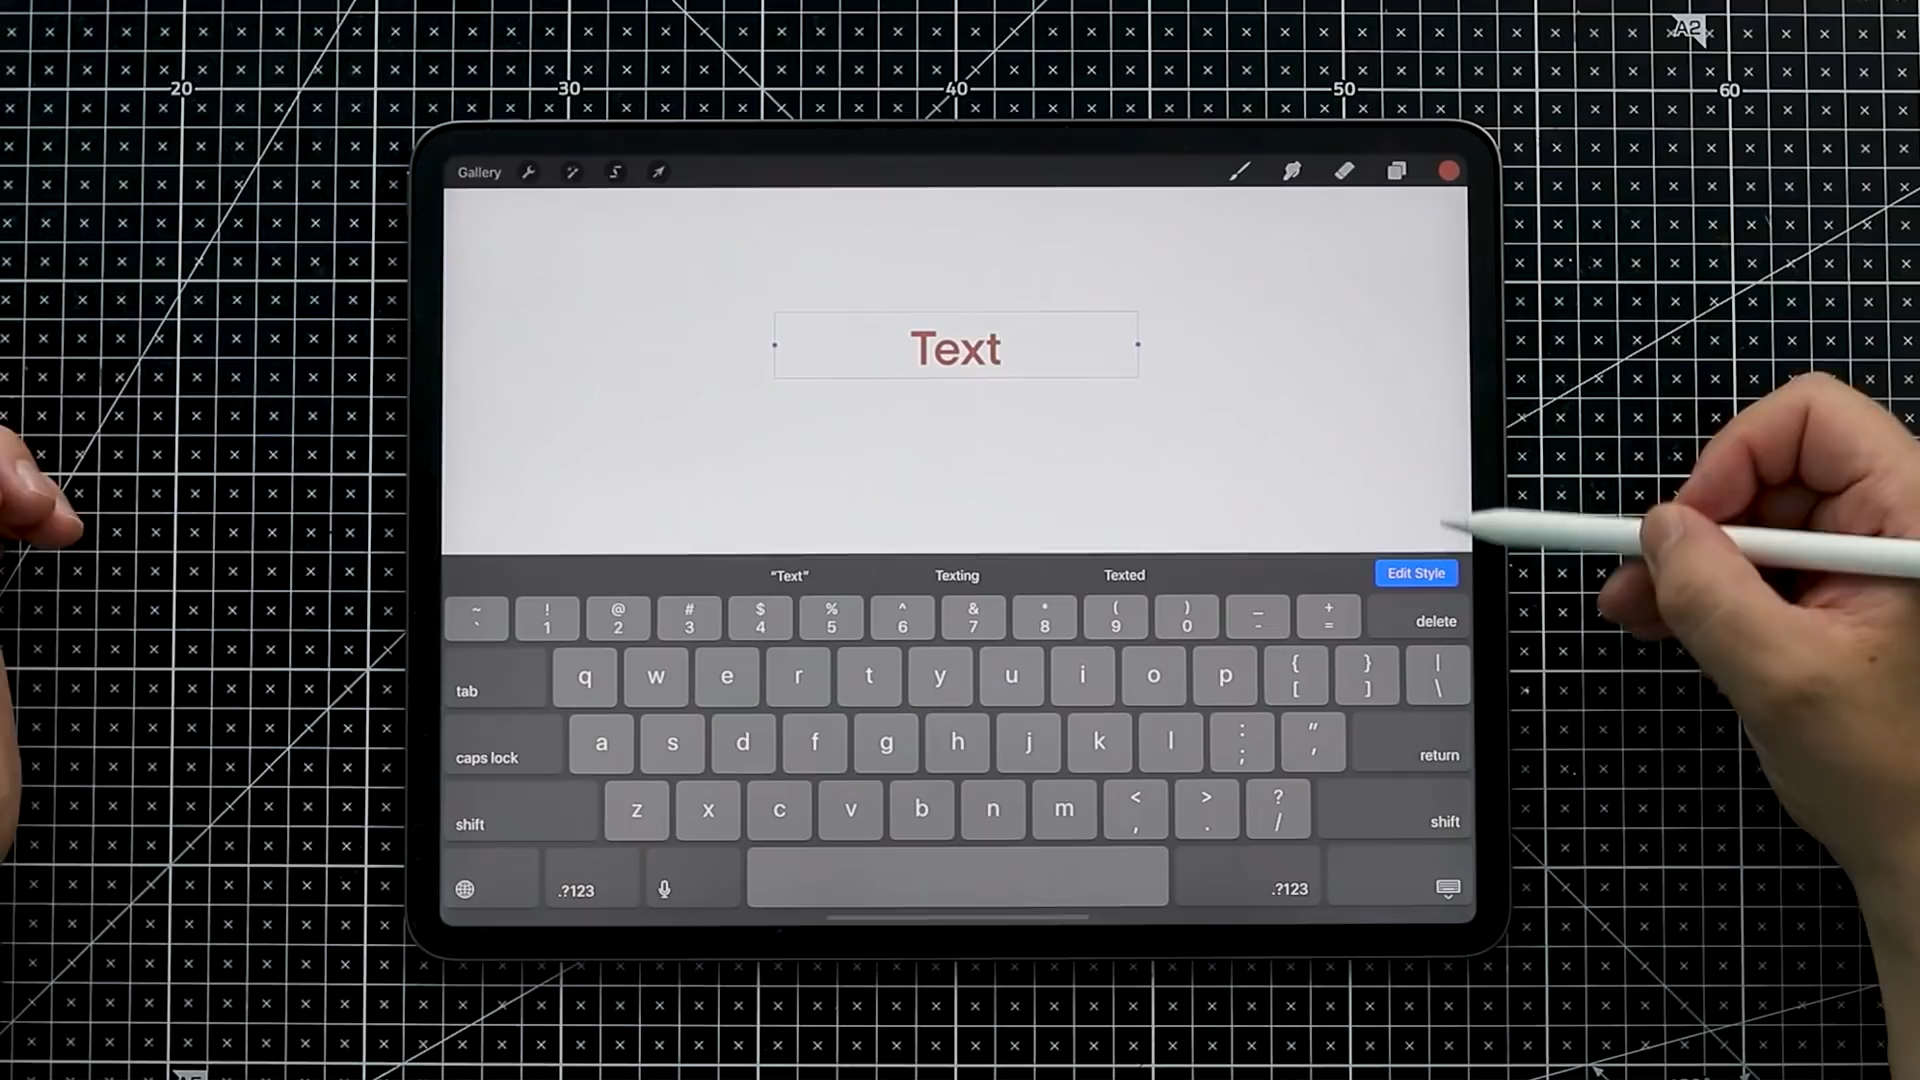 A2
20 30 40 50 60
Gallery
Text
"Text" Texting Texted Edit Style
~ ! @ # $ % ^ & * ( ) _ +
` 1 2 3 4 5 6 7 8 9 0 - = delete
tab q w e r t y u i o p { [ } ] | \
caps lock a s d f g h j k l : ; " ' return
shift z x c v b n m < , > . ? / shift
.?123 .?123